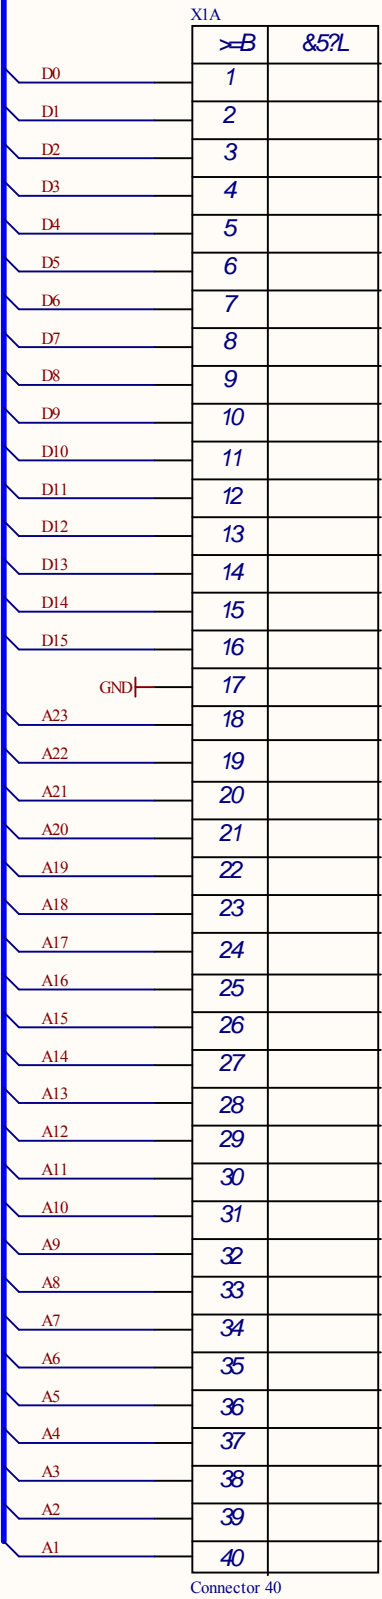 X1A
>=B &5?L
D0 1
D1 2
D2 3
D3 4
D4 5
D5 6
D6 7
D7 8
D8 9
D9 10
D10 11
D11 12
D12 13
D13 14
D14 15
D15 16
GND 17
A23 18
A22 19
A21 20
A20 21
A19 22
A18 23
A17 24
A16 25
A15 26
A14 27
A13 28
A12 29
A11 30
A10 31
A9 32
A8 33
A7 34
A6 35
A5 36
A4 37
A3 38
A2 39
A1 40
Connector 40